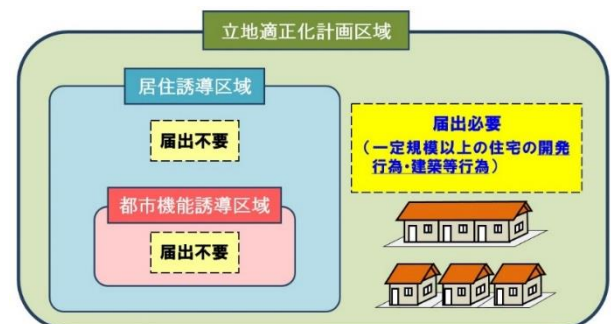 立地適正化計画区域
居住誘導区域
届出不要
都市機能誘導区域
届出不要
届出必要
（一定規模以上の住宅の開発
行為・建築等行為）